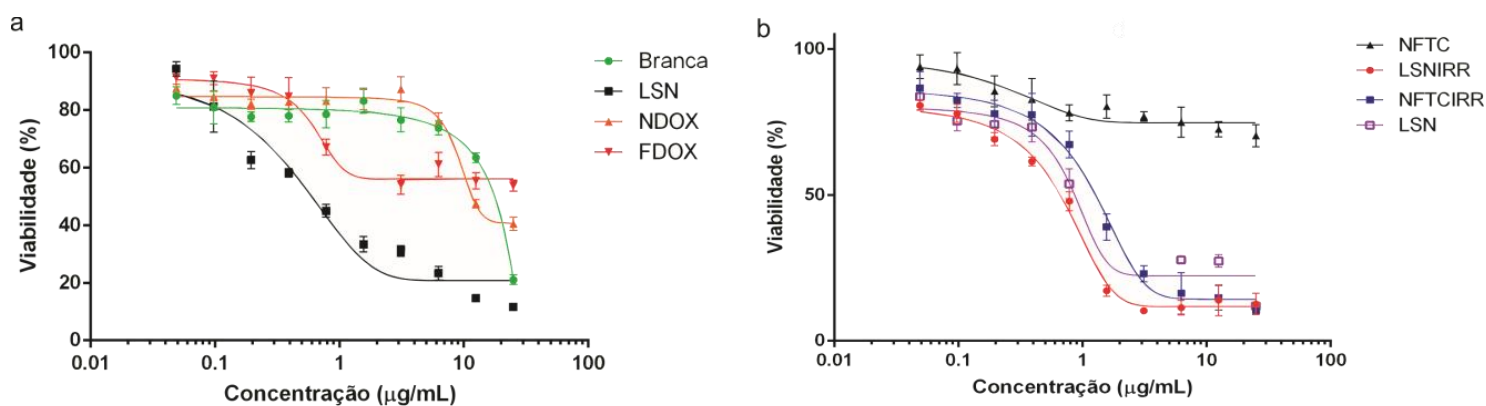 a
100
80
60
40
20
0
Viabilidade (%)
0.01 0.1 1 10 100
Concentração (μg/mL)
Branca
LSN
NDOX
FDOX
b
100
50
0
Viabilidade (%)
0.01 0.1 1 10 100
Concentração (μg/mL)
NFTC
LSNIRR
NFTCIRR
LSN